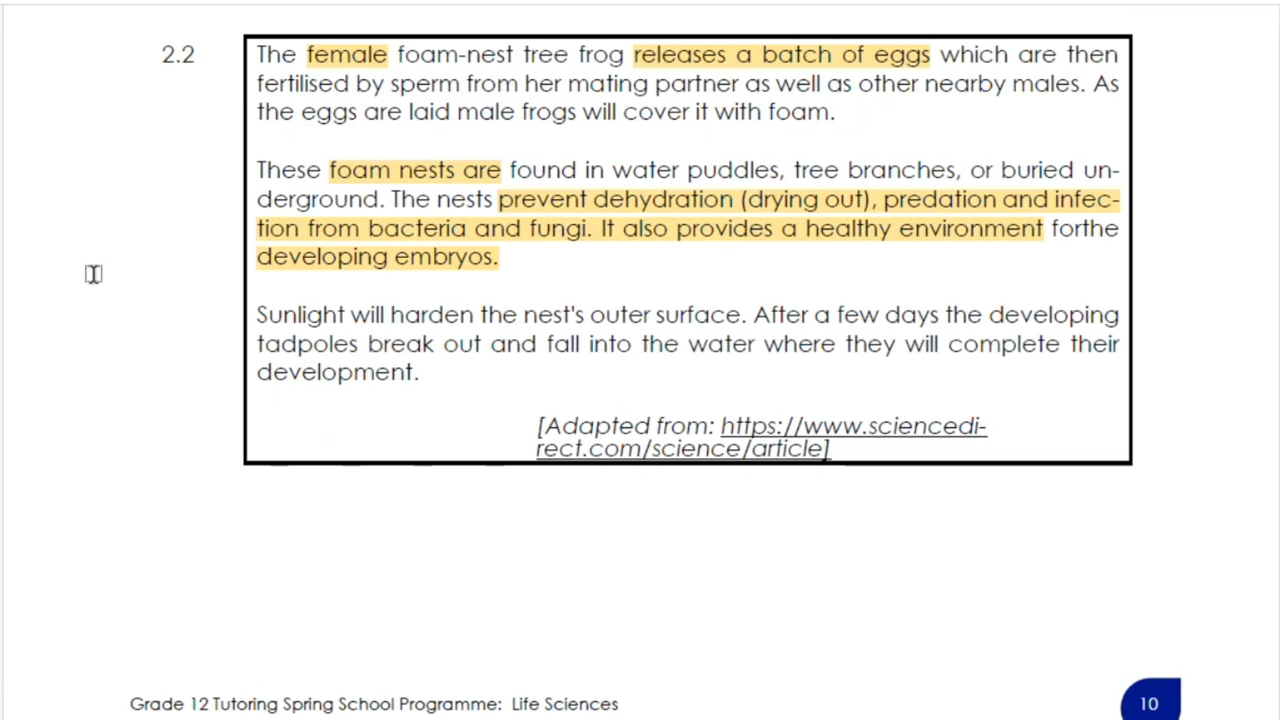 2.2
The female foam-nest tree frog releases a batch of eggs which are then
fertilised by sperm from her mating partner as well as other nearby males. As
the eggs are laid male frogs will cover it with foam.
These foam nests are found in water puddles, tree branches, or buried un-
derground. The nests prevent dehydration (drying out), predation and infec-
tion from bacteria and fungi. It also provides a healthy environment forthe
developing embryos.
Sunlight will harden the nest's outer surface. After a few days the developing
tadpoles break out and fall into the water where they will complete their
development.
[Adapted from: https://www.sciencedi-
rect.com/science/article]
Grade 12 Tutoring Spring School Programme: Life Sciences
10